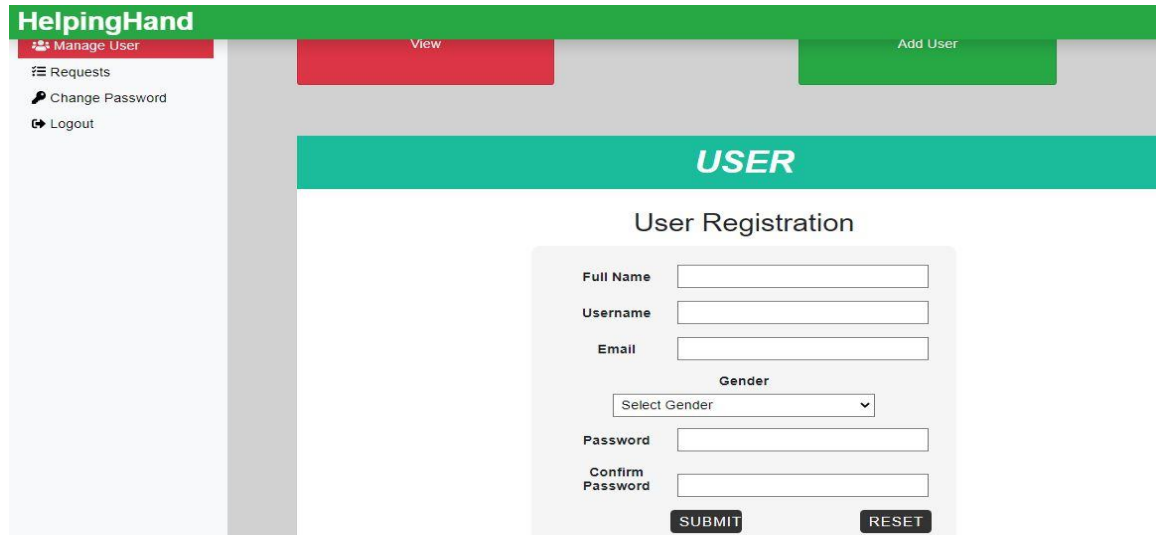 HelpingHand
Manage User
Requests
Change Password
Logout
View
Add User
USER
User Registration
Full Name
Username
Email
Gender
Select Gender
Password
Confirm
Password
SUBMIT
RESET